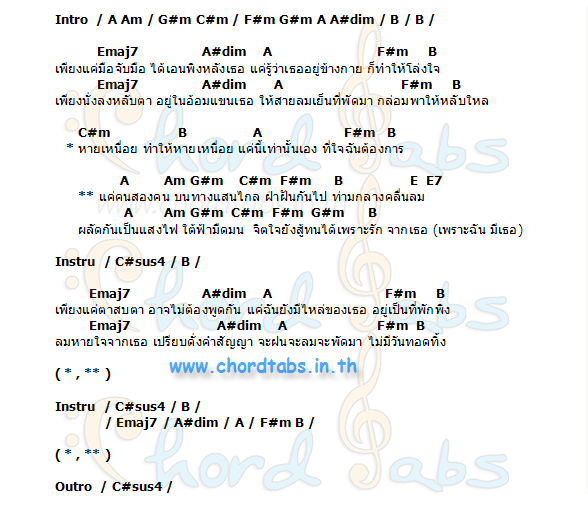 Intro / A Am / G#m C#m / F#m G#m A A#dim / B / B /
Emaj7 A#dim A F#m B
เพียงแค่มือจับมือ ได้เอนพิงหลังเธอ แค่รู้ว่าเธออยู่ข้างกาย ก็ทำให้โล่งใจ
Emaj7 A#dim A F#m B
เพียงนั่งลงหลับตา อยู่ในอ้อมแขนเธอ ให้สายลมเย็นที่พัดมา กล่อมพาให้หลับใหล
C#m B A F#m B
* หายเหนื่อย ทำให้หายเหนื่อย แค่นี้เท่านั้นเอง ที่ใจฉันต้องการ
A Am G#m C#m F#m B E E7
** แค่คนสองคน บนทางแสนไกล ฝ่าฟันกันไป ท่ามกลางคลื่นลม
A Am G#m C#m F#m G#m B
ผลัดกันเป็นแสงไฟ ใต้ฟ้ามืดมน จิตใจยังสู้ทนได้เพราะรัก จากเธอ (เพราะฉัน มีเธอ)
Instru / C#sus4 / B /
Emaj7 A#dim A F#m B
เพียงแค่ตาสบตา อาจไม่ต้องพูดกัน แค่ฉันยังมีไหล่ของเธอ อยู่เป็นที่พักพิง
Emaj7 A#dim A F#m B
ลมหายใจจากเธอ เปรียบดั่งคำสัญญา จะฝนจะลมจะพัดมา ไม่มีวันทอดทิ้ง
www.chordtabs.in.th
( * , ** )
Instru / C#sus4 / B /
/ Emaj7 / A#dim / A / F#m B /
( * , ** )
Outro / C#sus4 /
Chord Tabs